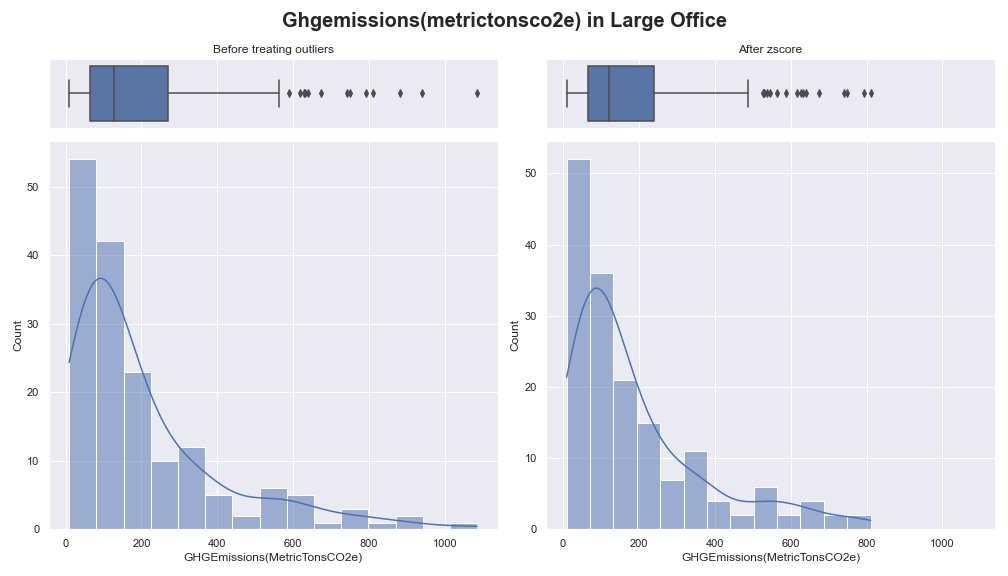 Ghgemissions(metrictonsco2e) in Large Office
Before treating outliers
After zscore
50
40
30
20
10
0
Count
0 200 400 600 800 1000
GHGEmissions(MetricTonsCO2e)
50
40
30
20
10
0
Count
0 200 400 600 800 1000
GHGEmissions(MetricTonsCO2e)